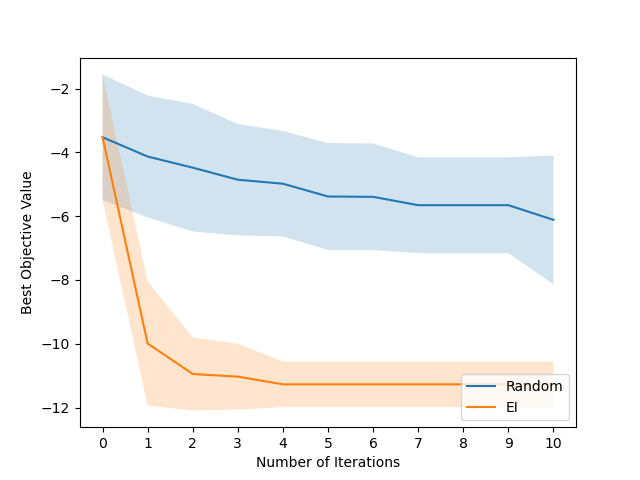 −2
−4
−6
−8
−10
−12
Best Objective Value
0 1 2 3 4 5 6 7 8 9 10
Number of Iterations
Random
EI